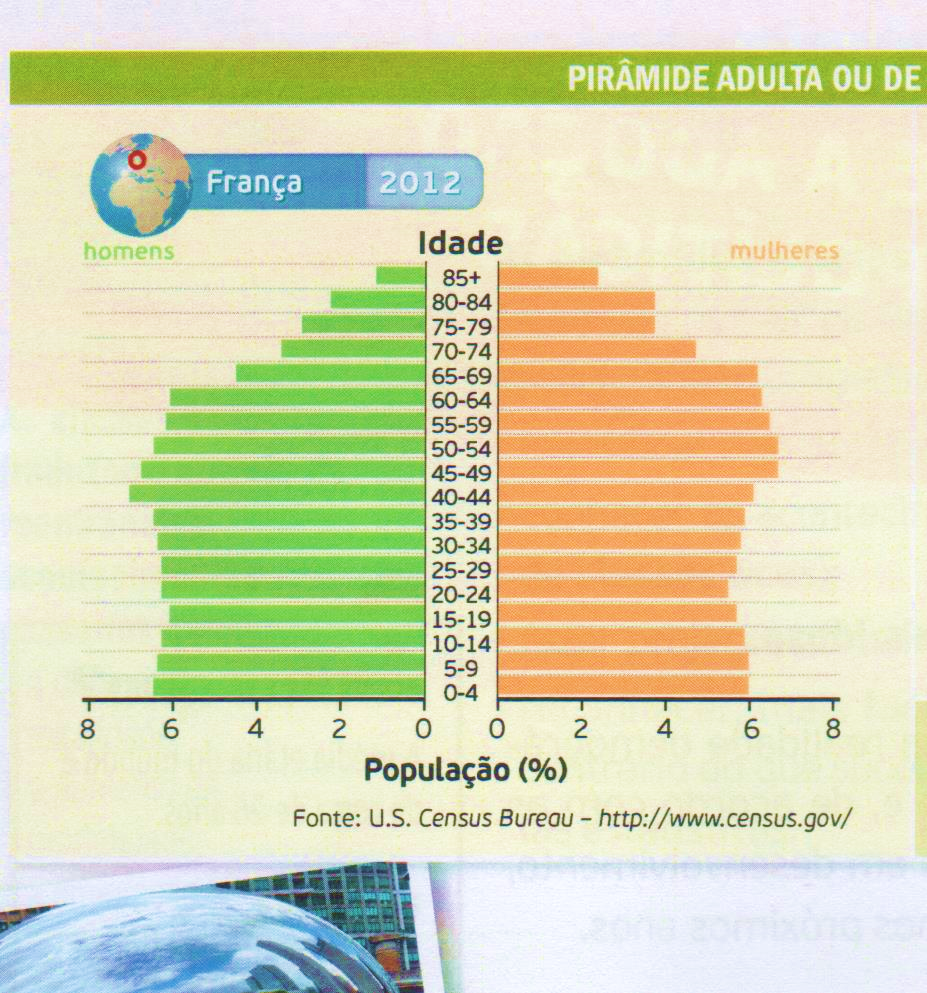 PIRÂMIDE ADULTA OU DE
França 2012
homens
Idade
mulheres
85+
80-84
75-79
70-74
65-69
60-64
55-59
50-54
45-49
40-44
35-39
30-34
25-29
20-24
15-19
10-14
5-9
0-4
8 6 4 2 0 0 2 4 6 8
População (%)
Fonte: U.S. Census Bureau – http://www.census.gov/